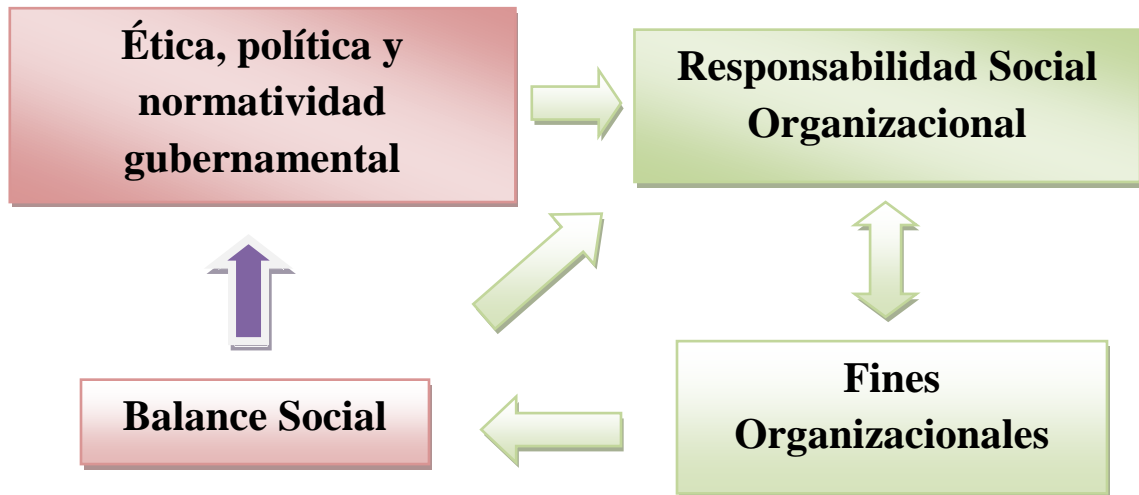 Ética, política y
normatividad
gubernamental
Responsabilidad Social
Organizacional
Balance Social
Fines
Organizacionales